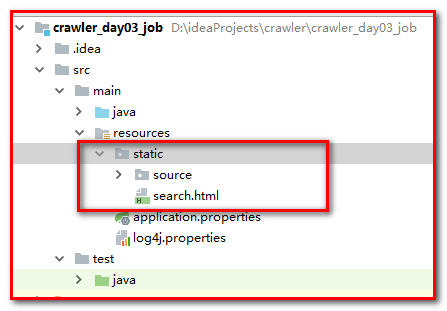 crawler_day03_job D:\ideaProjects\crawler\crawler_day03_job
.idea
src
main
java
resources
static
source
search.html
application.properties
log4j.properties
test
java